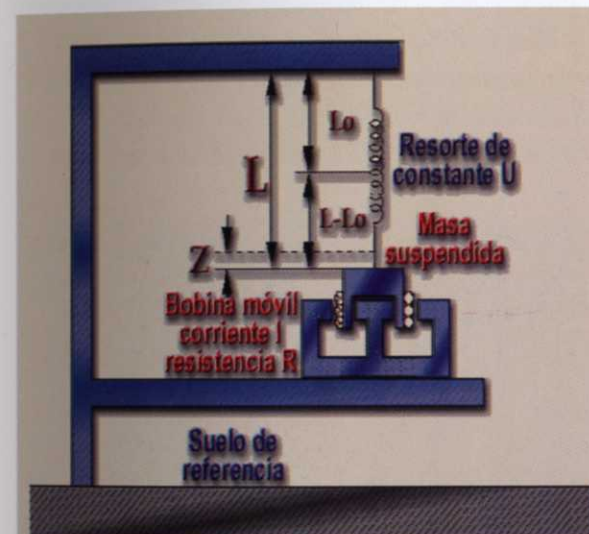 Lo
Resorte de
constante U
L
L-Lo
Masa
suspendida
Z
Bobina móvil
corriente I
resistencia R
Suelo de
referencia